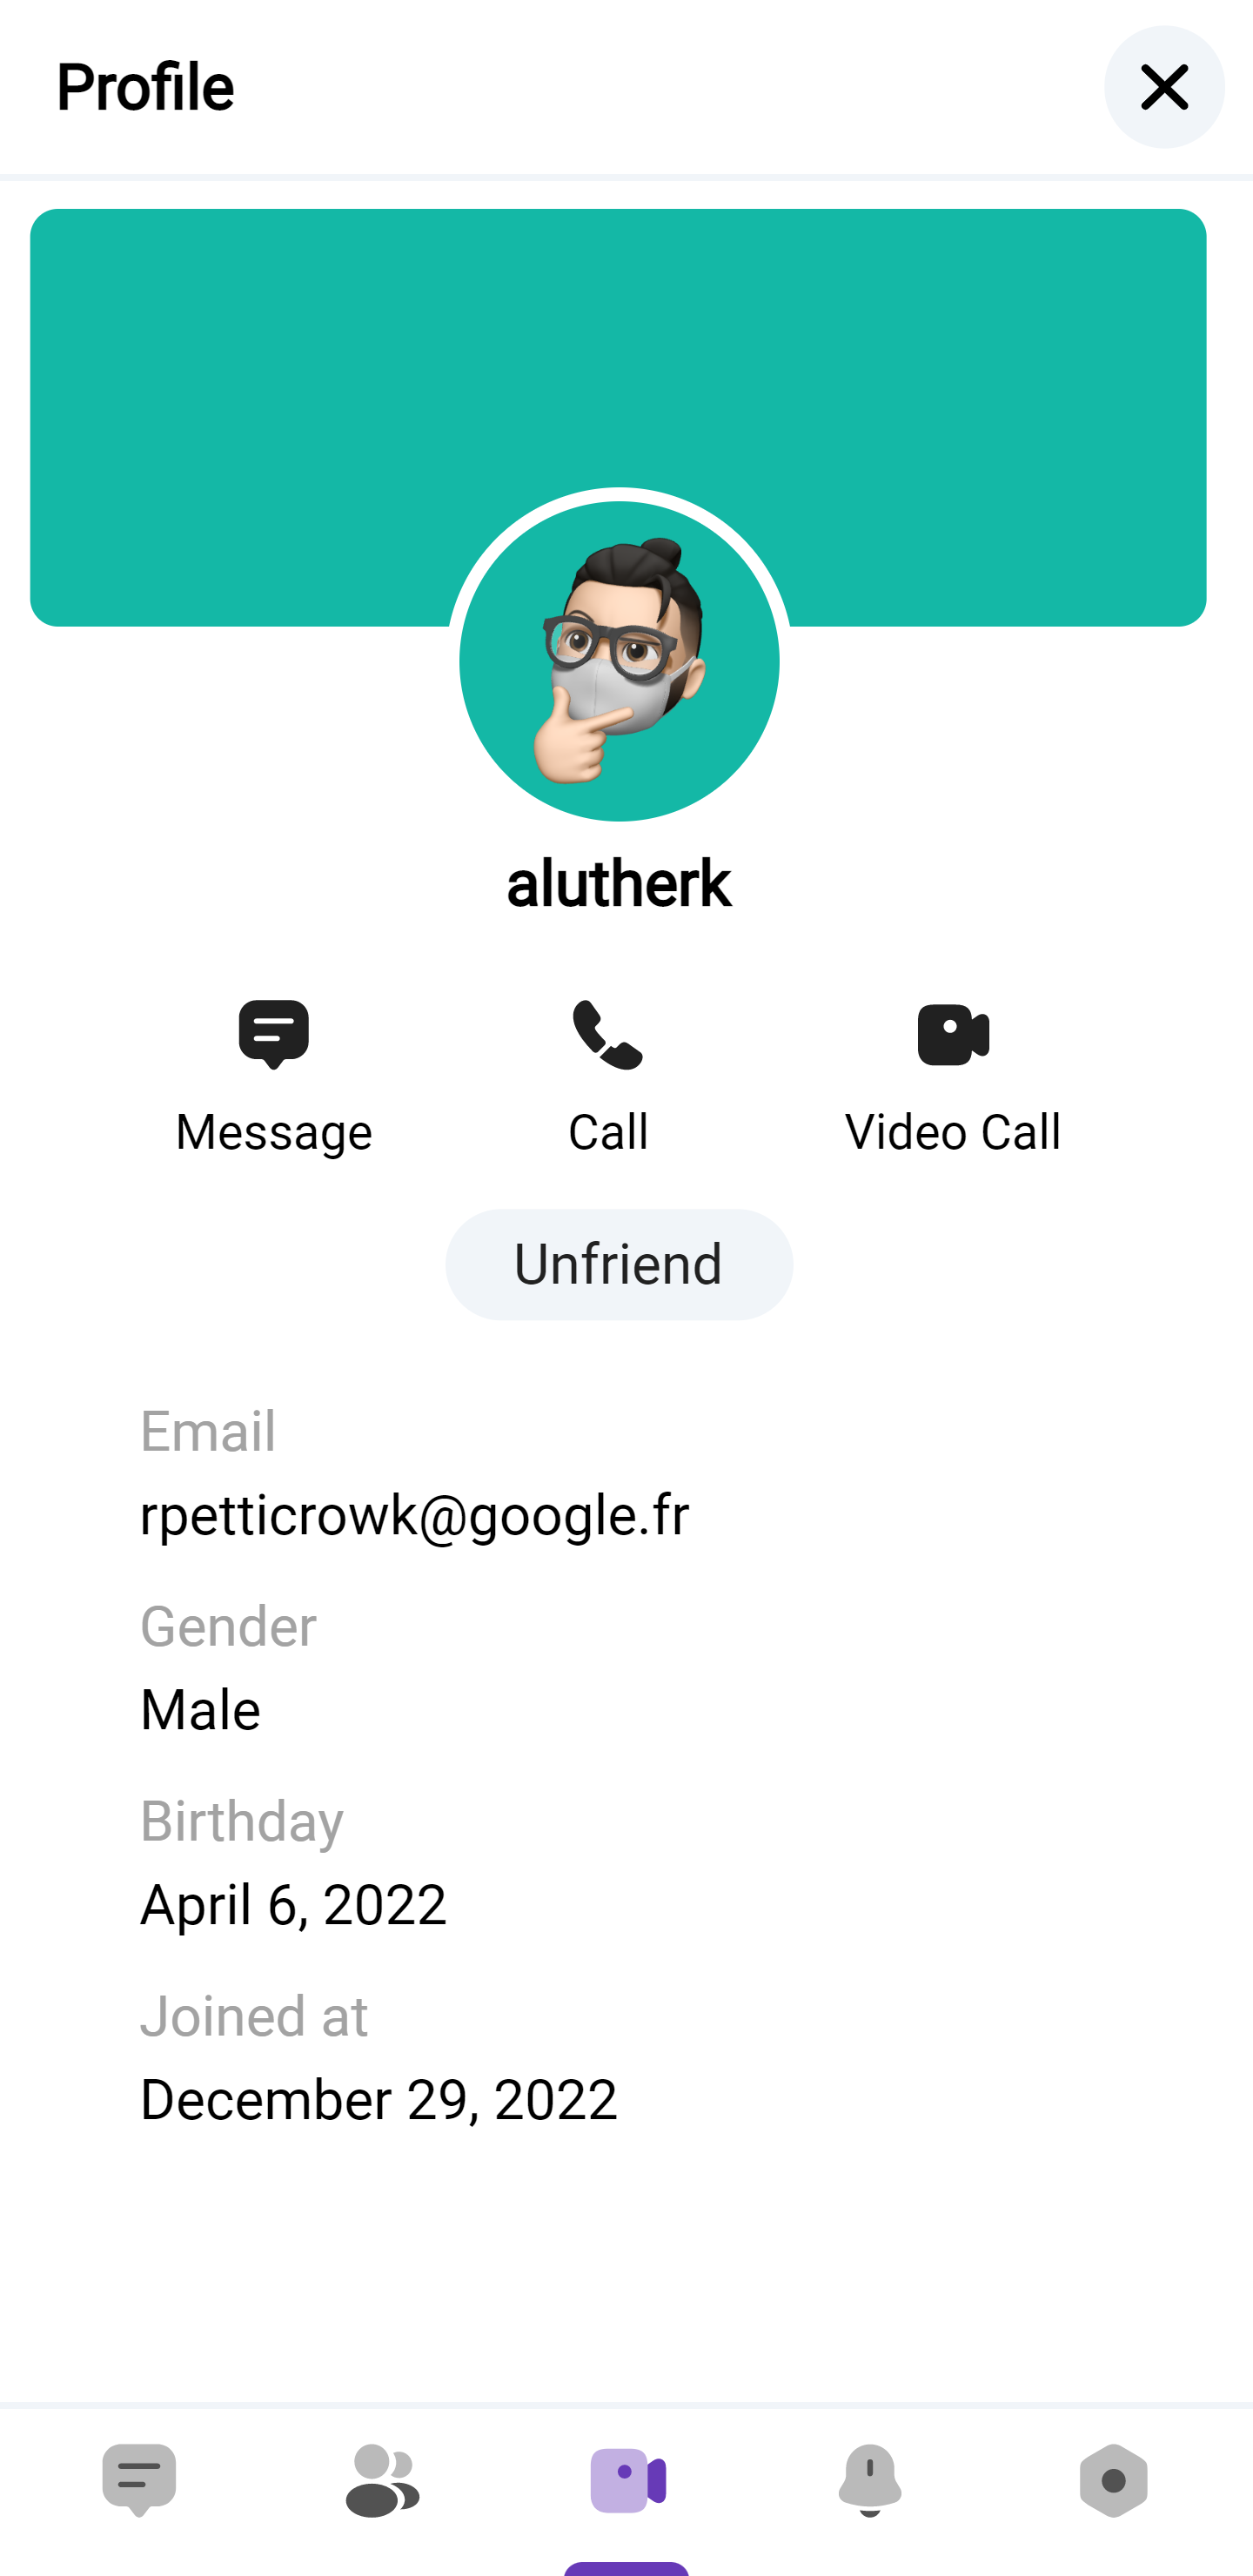 Profile
alutherk
Message
Call
Video Call
Unfriend
Email
rpetticrowk@google.fr
Gender
Male
Birthday
April 6, 2022
Joined at
December 29, 2022